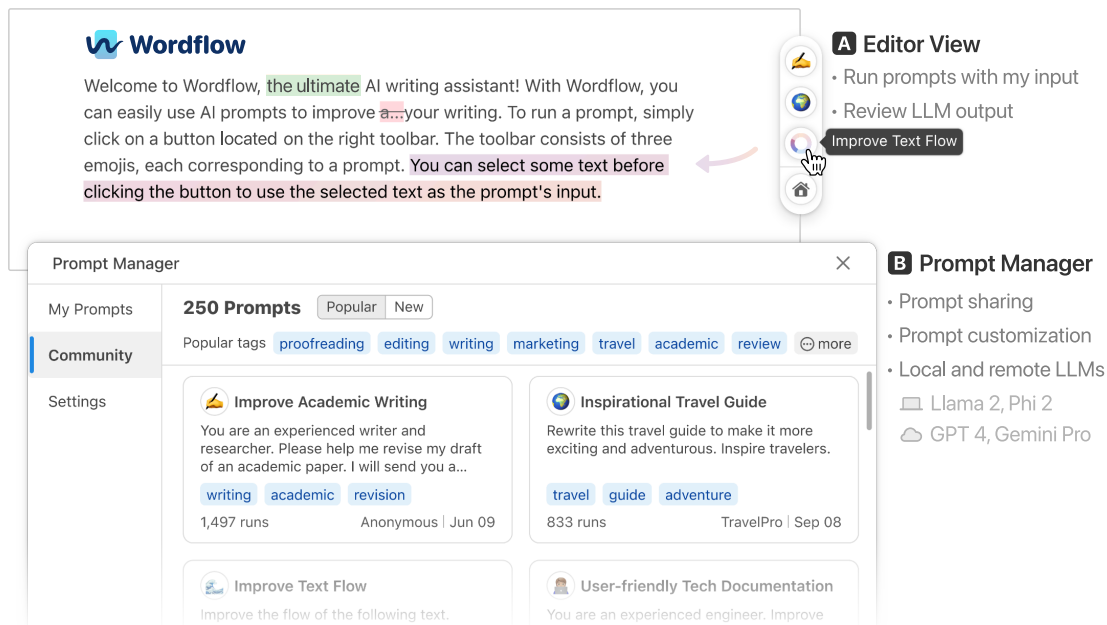 Wordflow
Welcome to Wordflow, the ultimate AI writing assistant! With Wordflow, you
can easily use AI prompts to improve a...your writing. To run a prompt, simply
click on a button located on the right toolbar. The toolbar consists of three
emojis, each corresponding to a prompt. You can select some text before
clicking the button to use the selected text as the prompt's input.
A Editor View
• Run prompts with my input
• Review LLM output
Improve Text Flow
Prompt Manager
My Prompts
Community
Settings
250 Prompts Popular New
Popular tags proofreading editing writing marketing travel academic review more
Improve Academic Writing
You are an experienced writer and
researcher. Please help me revise my draft
of an academic paper. I will send you a...
writing academic revision
1,497 runs Anonymous | Jun 09
Inspirational Travel Guide
Rewrite this travel guide to make it more
exciting and adventurous. Inspire travelers.
travel guide adventure
833 runs TravelPro | Sep 08
Improve Text Flow
Improve the flow of the following text.
User-friendly Tech Documentation
You are an experienced engineer. Improve
B Prompt Manager
• Prompt sharing
• Prompt customization
• Local and remote LLMs
Llama 2, Phi 2
GPT 4, Gemini Pro